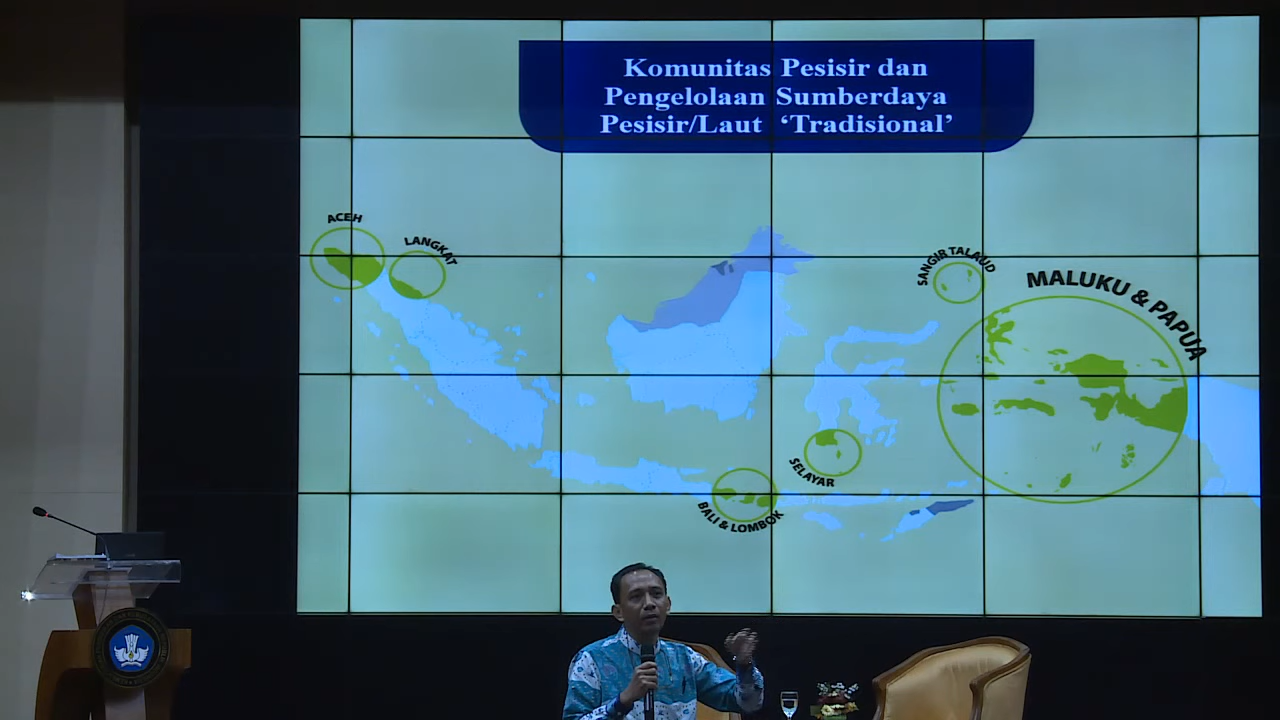 Komunitas Pesisir dan
Pengelolaan Sumberdaya
Pesisir/Laut ‘Tradisional’
ACEH
LANGKAT
SANGIR TALAUD
MALUKU & PAPUA
SELAYAR
BALI & LOMBOK